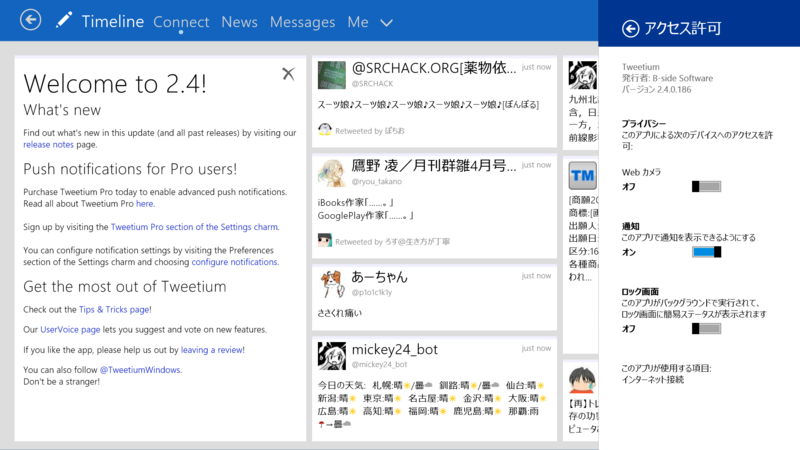 Timeline Connect News Messages Me
Welcome to 2.4!
What's new
Find out what's new in this update (and all past releases) by visiting our
release notes page.
Push notifications for Pro users!
Purchase Tweetium Pro today to enable advanced push notifications.
Read all about Tweetium Pro here.
Sign up by visiting the Tweetium Pro section of the Settings charm.
You can configure notification settings by visiting the Preferences
section of the Settings charm and choosing configure notifications.
Get the most out of Tweetium
Check out the Tips & Tricks page!
Our UserVoice page lets you suggest and vote on new features.
If you like the app, please help us out by leaving a review!
You can also follow @TweetiumWindows.
Don't be a stranger!
@SRCHACK.ORG[薬物依... just now
@SRCHACK
スーツ娘♪スーツ娘♪スーツ娘♪スーツ娘♪スーツ娘♪[ぽんぽる]
Retweeted by ぽちお
鷹野 凌／月刊群雛4月号... just now
@ryou_takano
iBooks作家「......。」
GooglePlay作家「......。」
Retweeted by ろす@生き方が丁寧
あーちゃん just now
@p1o1c1k1y
ささくれ痛い
mickey24_bot just now
@mickey24_bot
今日の天気: 札幌:晴☀/曇☁ 釧路:晴☀/曇☁ 仙台:晴☀
新潟:晴☀ 東京:晴☀ 名古屋:晴☀ 金沢:晴☀ 大阪:晴☀
広島:晴☀ 高知:晴☀ 福岡:晴☀ 鹿児島:晴☀ 那覇:雨
☂→曇☁
九州北
含，日
一方，
前線影
TM
[商願20
商標:[画
出願人:
出願日:
区分:16
各種商
われ...
【再】トレ
存の功
ピュータ
アクセス許可
Tweetium
発行者: B-side Software
バージョン 2.4.0.186
プライバシー
このアプリによる次のデバイスへのアクセスを許
可:
Web カメラ
オフ
通知
このアプリで通知を表示できるようにする
オン
ロック画面
このアプリがバックグラウンドで実行されて、
ロック画面に簡易ステータスが表示されます
オフ
このアプリが使用する項目:
インターネット接続